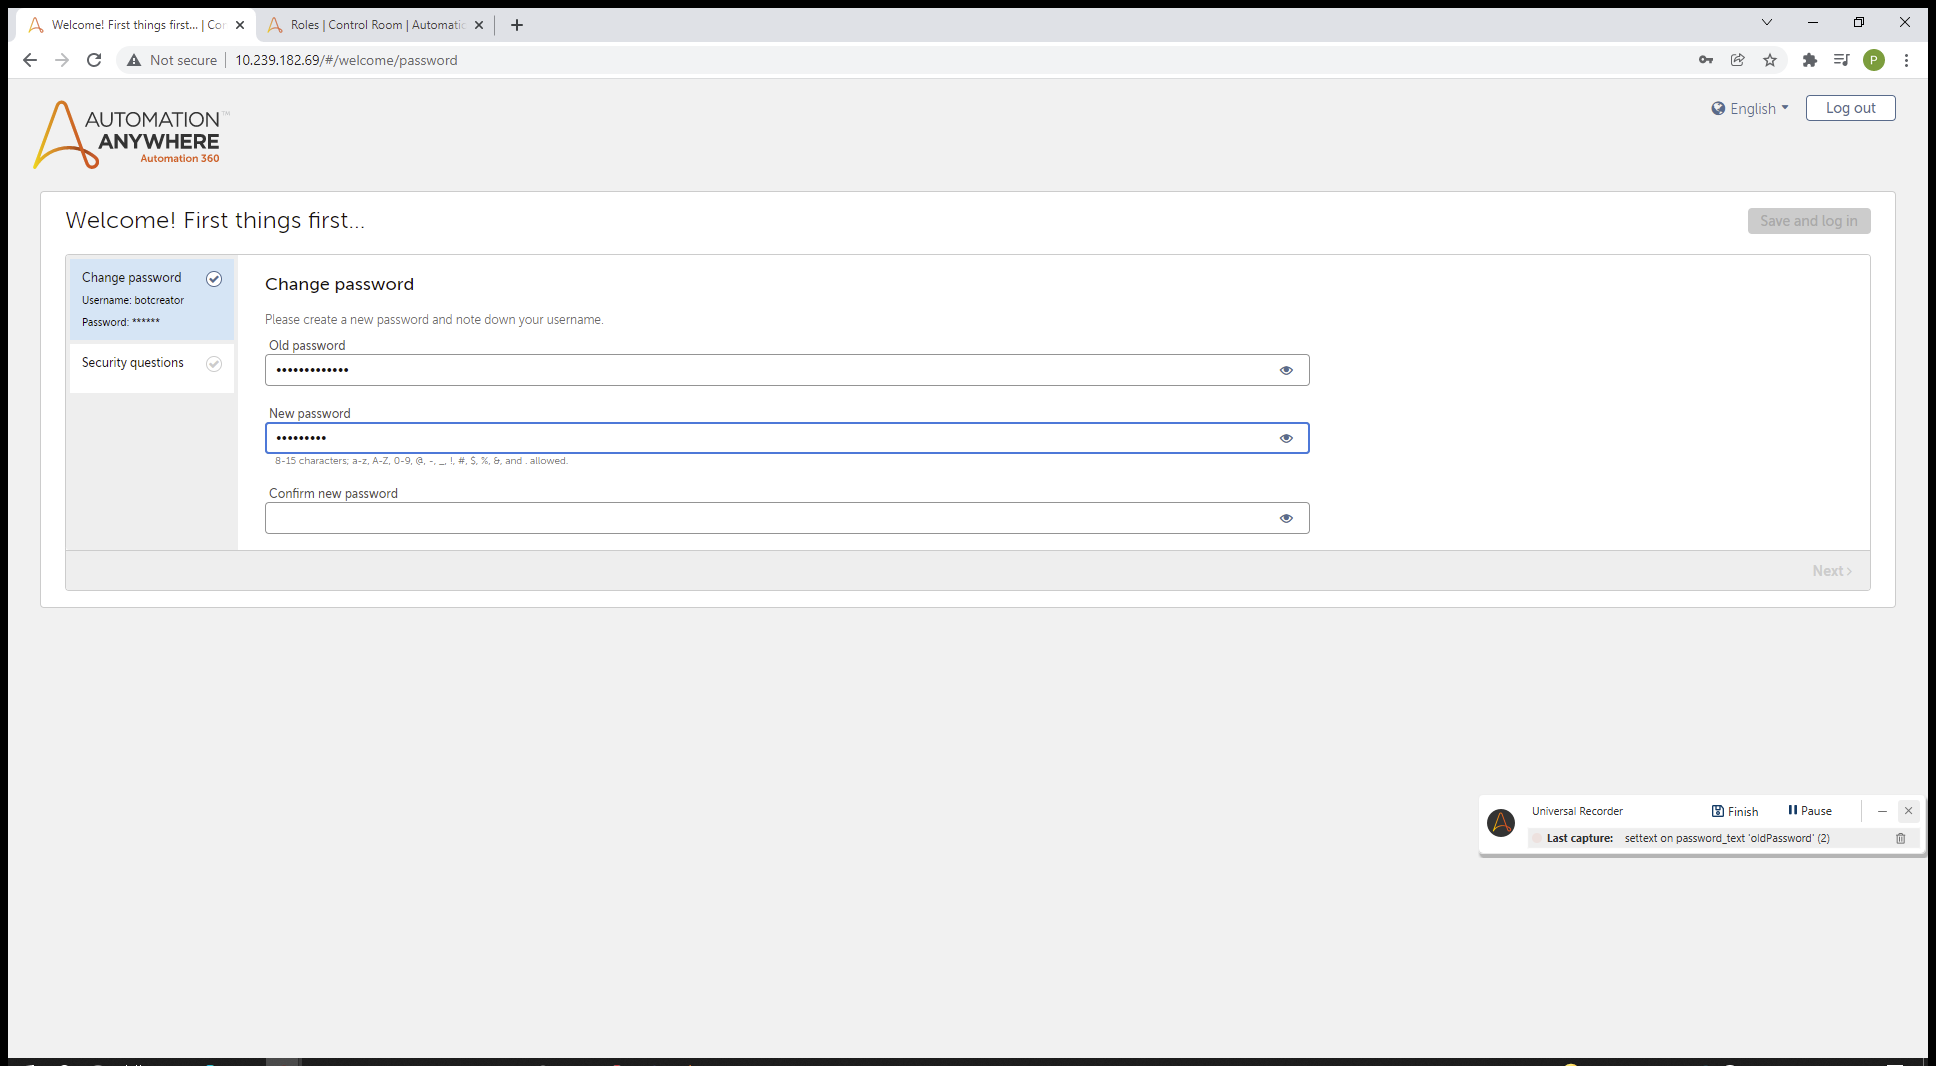 Welcome! First things first... | Co
Roles | Control Room | Automatic
Not secure
10.239.182.69/#/welcome/password
P
AUTOMATION™
ANYWHERE
Automation 360
English
Log out
Welcome! First things first...
Save and log in
Change password
Username: botcreator
Password: ******
Security questions
Change password
Please create a new password and note down your username.
Old password
•••••••••••••
New password
•••••••••
8-15 characters; a-z, A-Z, 0-9, @, -, _, !, #, $, %, &, and . allowed.
Confirm new password
Next ›
Universal Recorder
Finish
Pause
Last capture: settext on password_text 'oldPassword' (2)